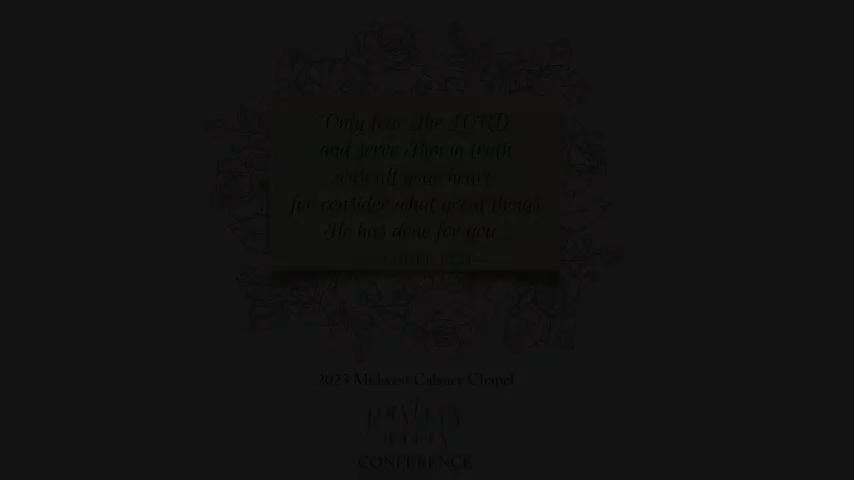 Only fear the LORD
and serve Him in truth
with all your heart
for consider what great things
He has done for you
2023 Midwest Calvary Chapel
CONFERENCE